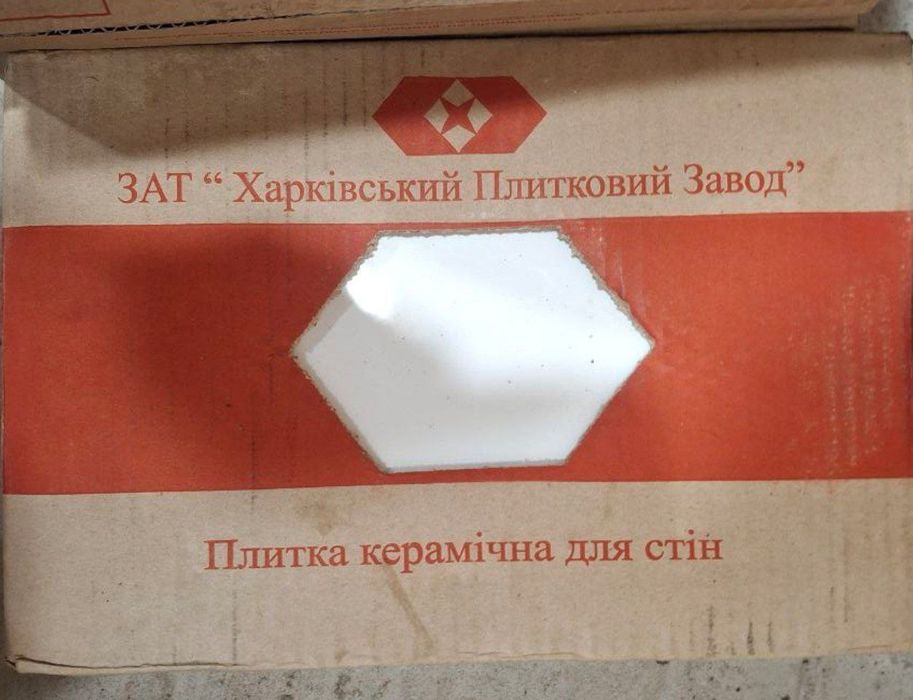 ЗАТ “ Харківський Плитковий Завод”
Плитка керамічна для стін